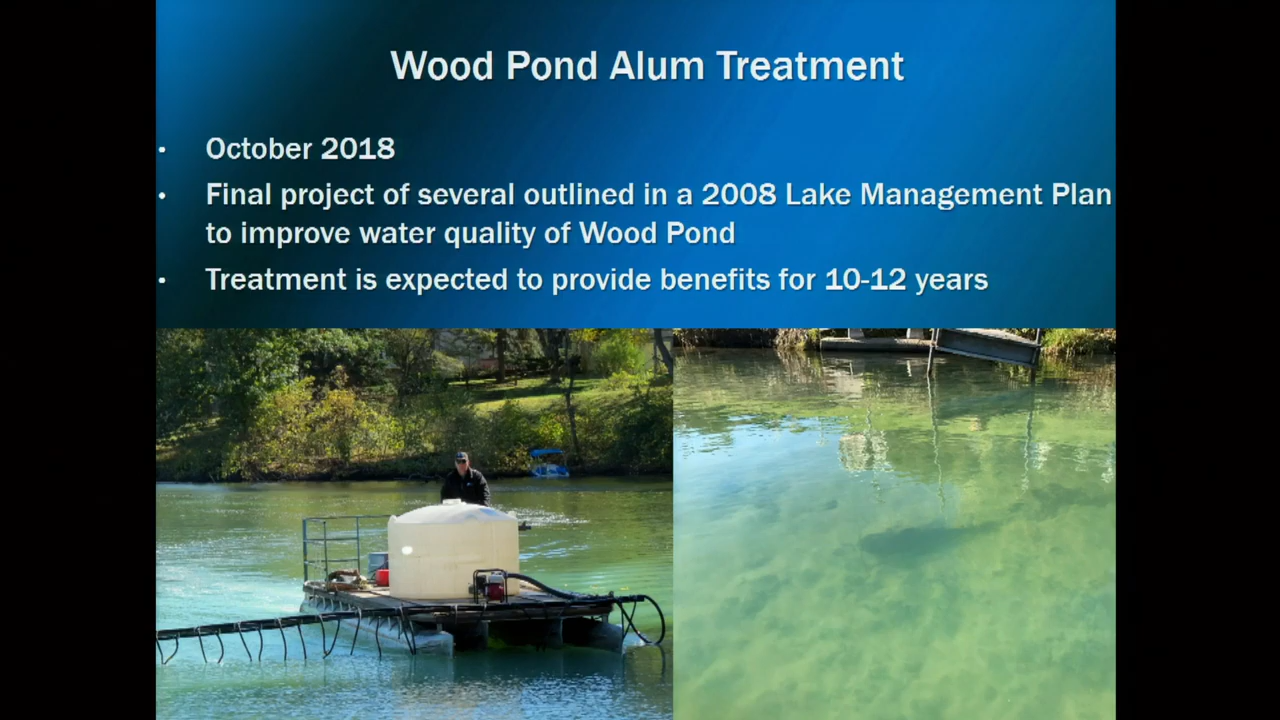 Wood Pond Alum Treatment
• October 2018
• Final project of several outlined in a 2008 Lake Management Plan
to improve water quality of Wood Pond
• Treatment is expected to provide benefits for 10-12 years